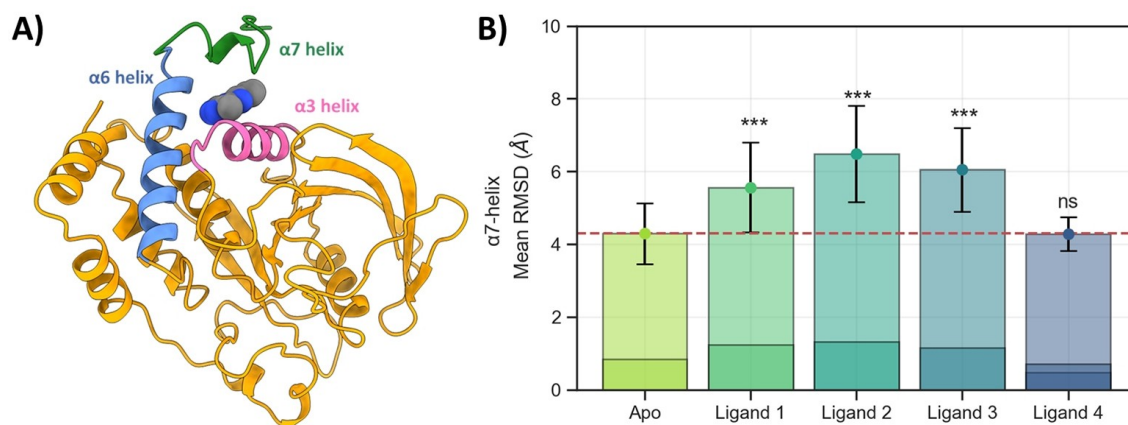 A)
α7 helix
α6 helix
α3 helix
B)
α7-helix
Mean RMSD (Å)
10
8
6
4
2
0
***
***
***
ns
Apo
Ligand 1
Ligand 2
Ligand 3
Ligand 4